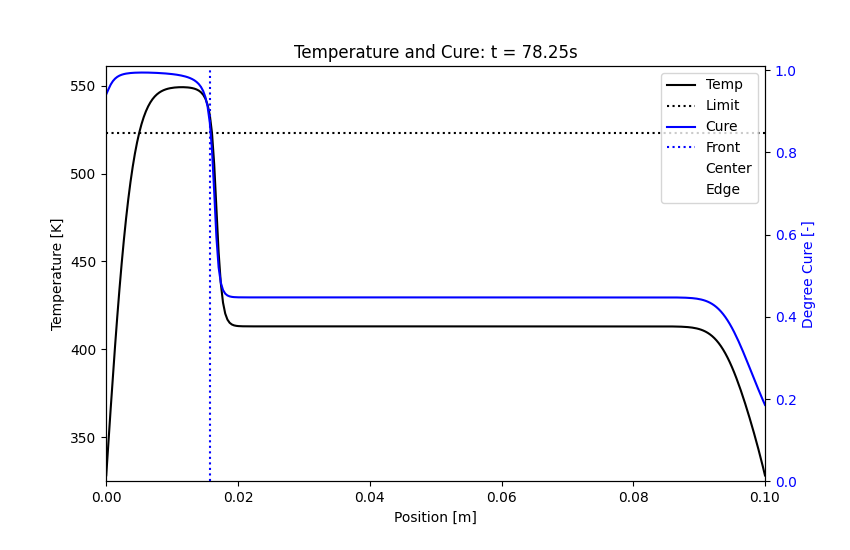 Temperature and Cure: t = 78.25s
Temp
Limit
Cure
Front
Center
Edge
550
500
450
400
350
Temperature [K]
1.0
0.8
0.6
0.4
0.2
0.0
Degree Cure [-]
0.00
0.02
0.04
0.06
0.08
0.10
Position [m]